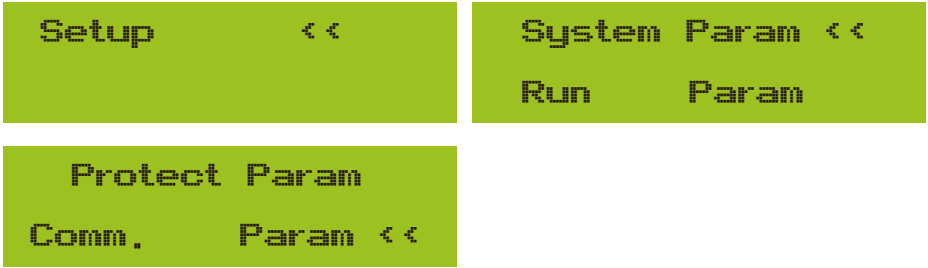 Setup <<
System Param <<
Run Param
Protect Param
Comm. Param <<